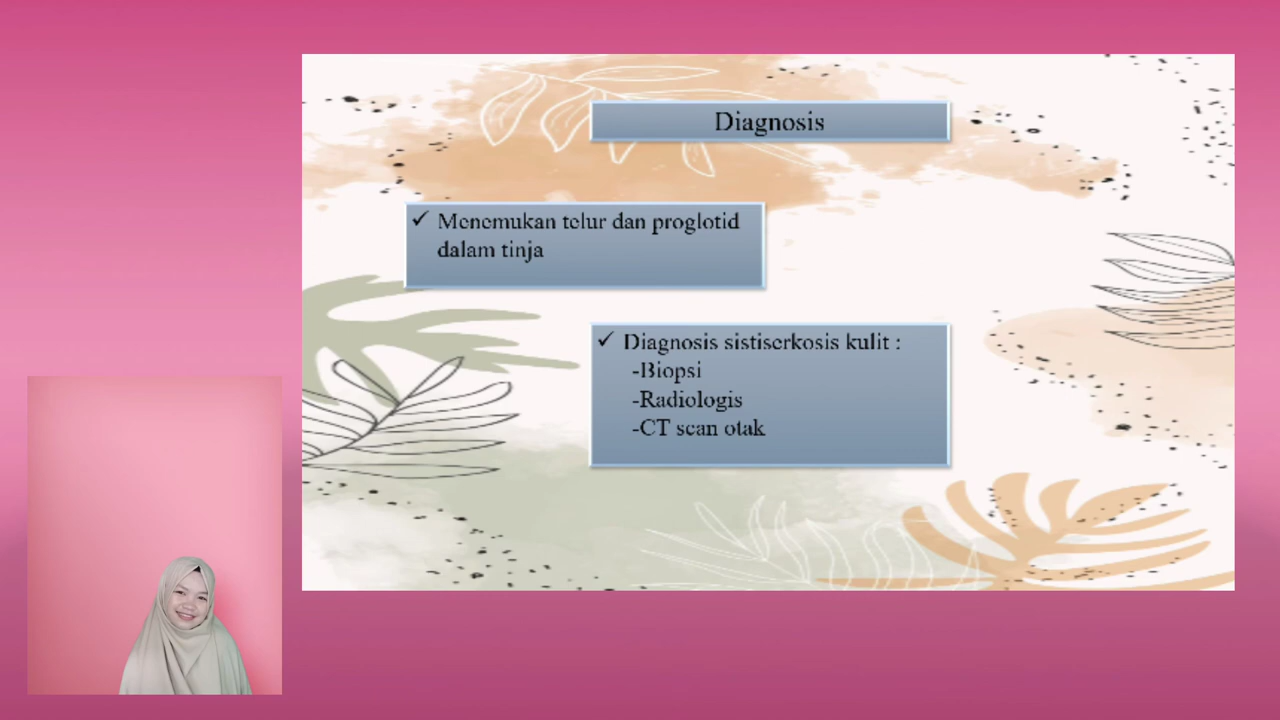 Diagnosis
✓ Menemukan telur dan proglotid
dalam tinja
✓ Diagnosis sistiserkosis kulit :
-Biopsi
-Radiologis
-CT scan otak